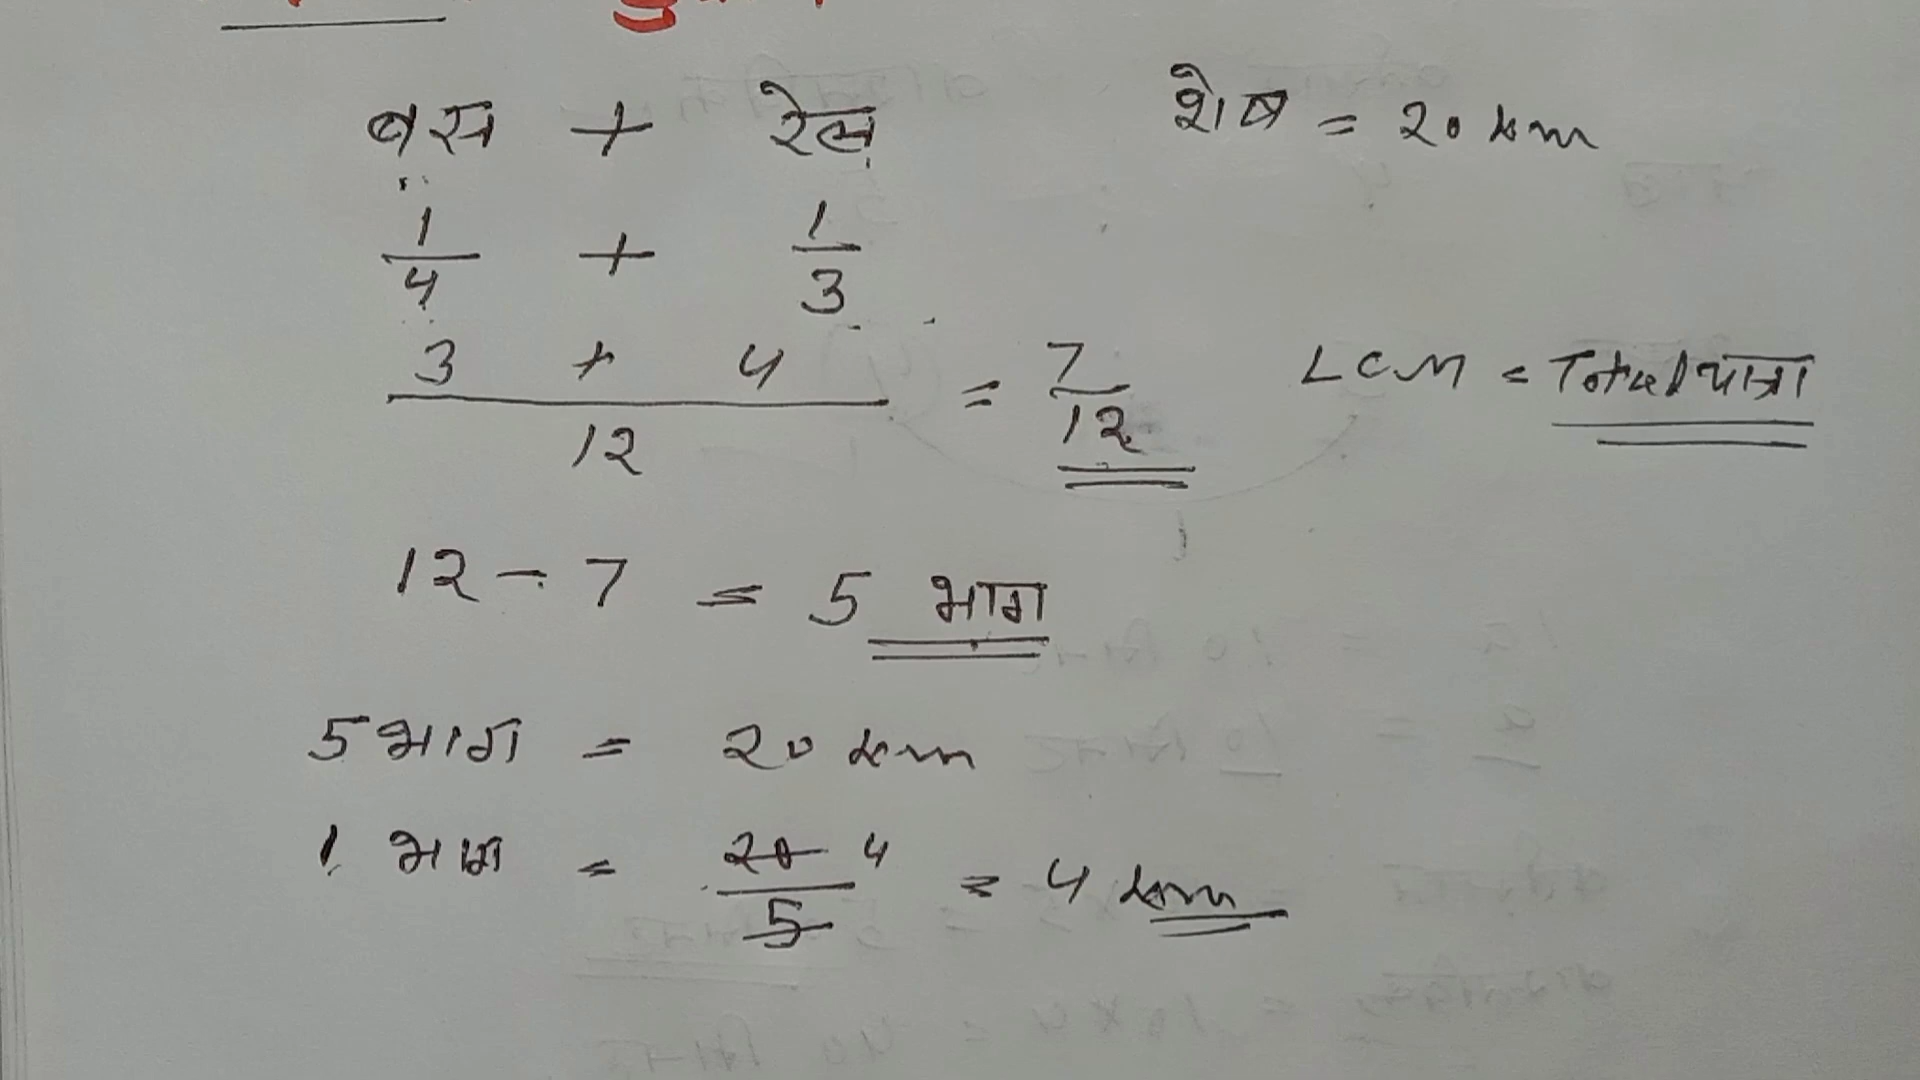 बस + रेल शेष = 20 km
1/4 + 1/3
3 + 4 / 12 = 7/12 LCM = Total यात्रा
12 - 7 = 5 भाग
5 भाग = 20 km
1 भाग = 20 4 / 5 = 4 km